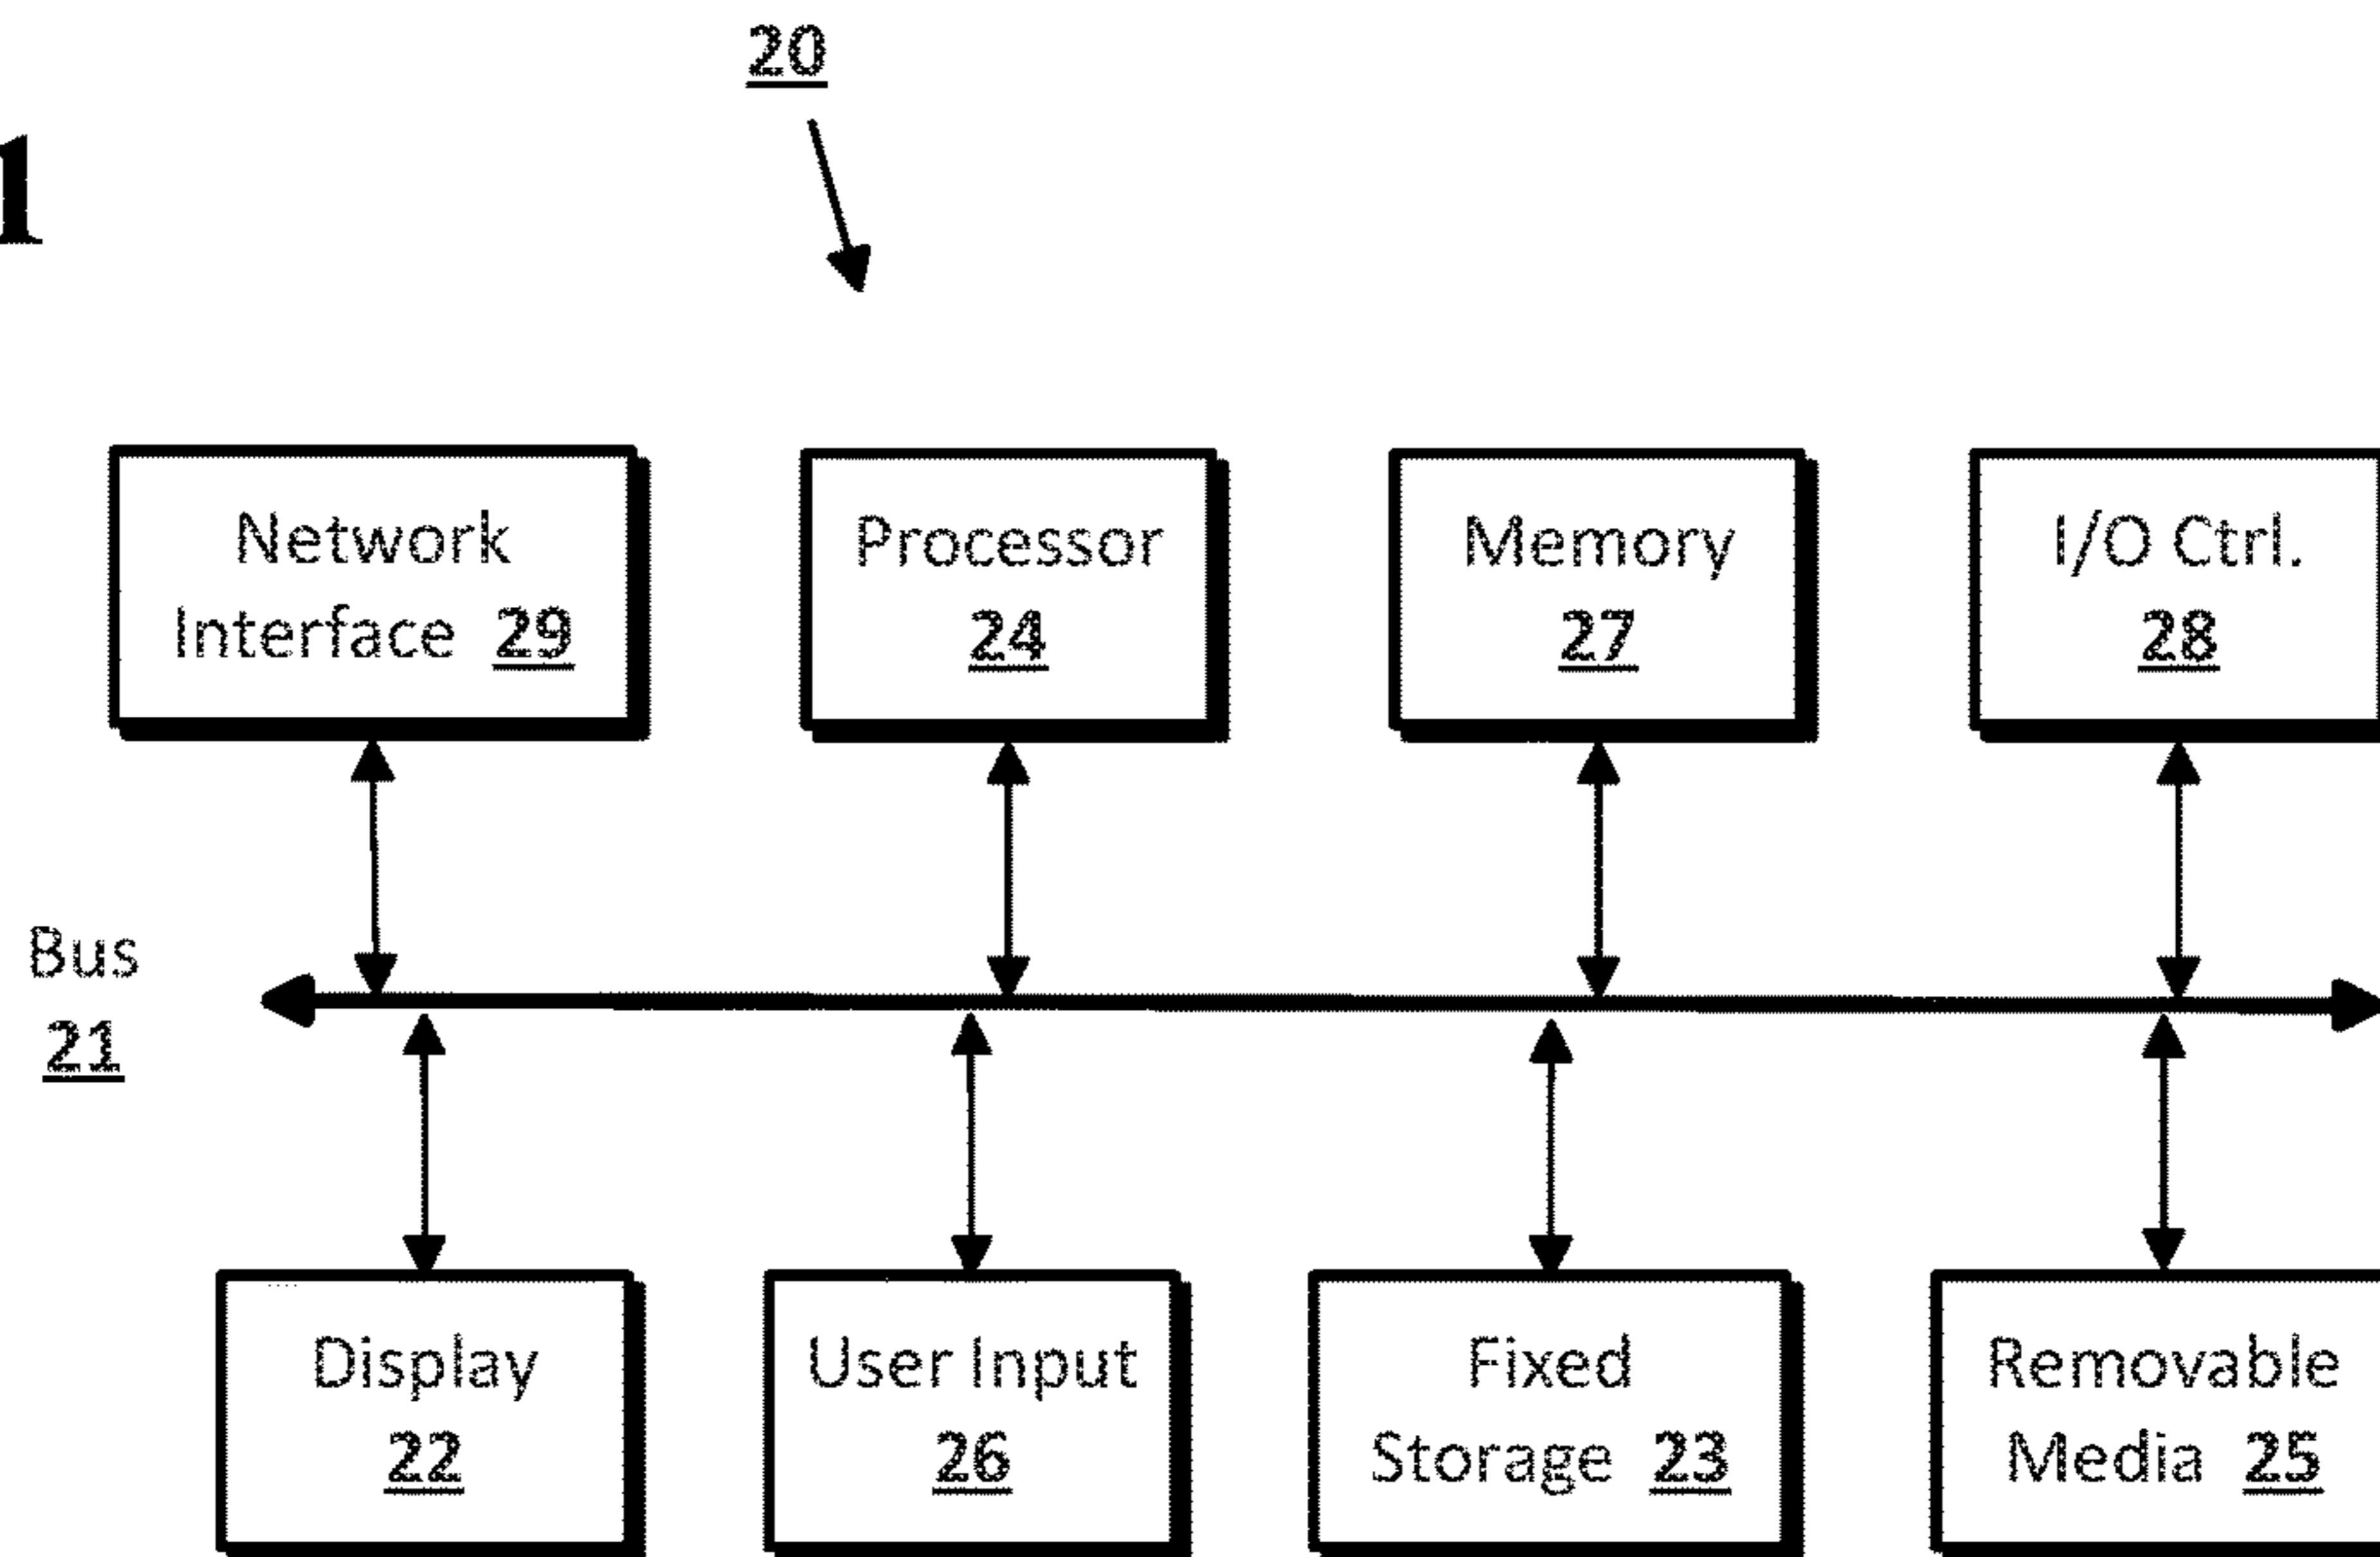 20
1
Network
Interface 29
Processor
24
Memory
27
I/O Ctrl.
28
Bus
21
Display
22
User Input
26
Fixed
Storage 23
Removable
Media 25